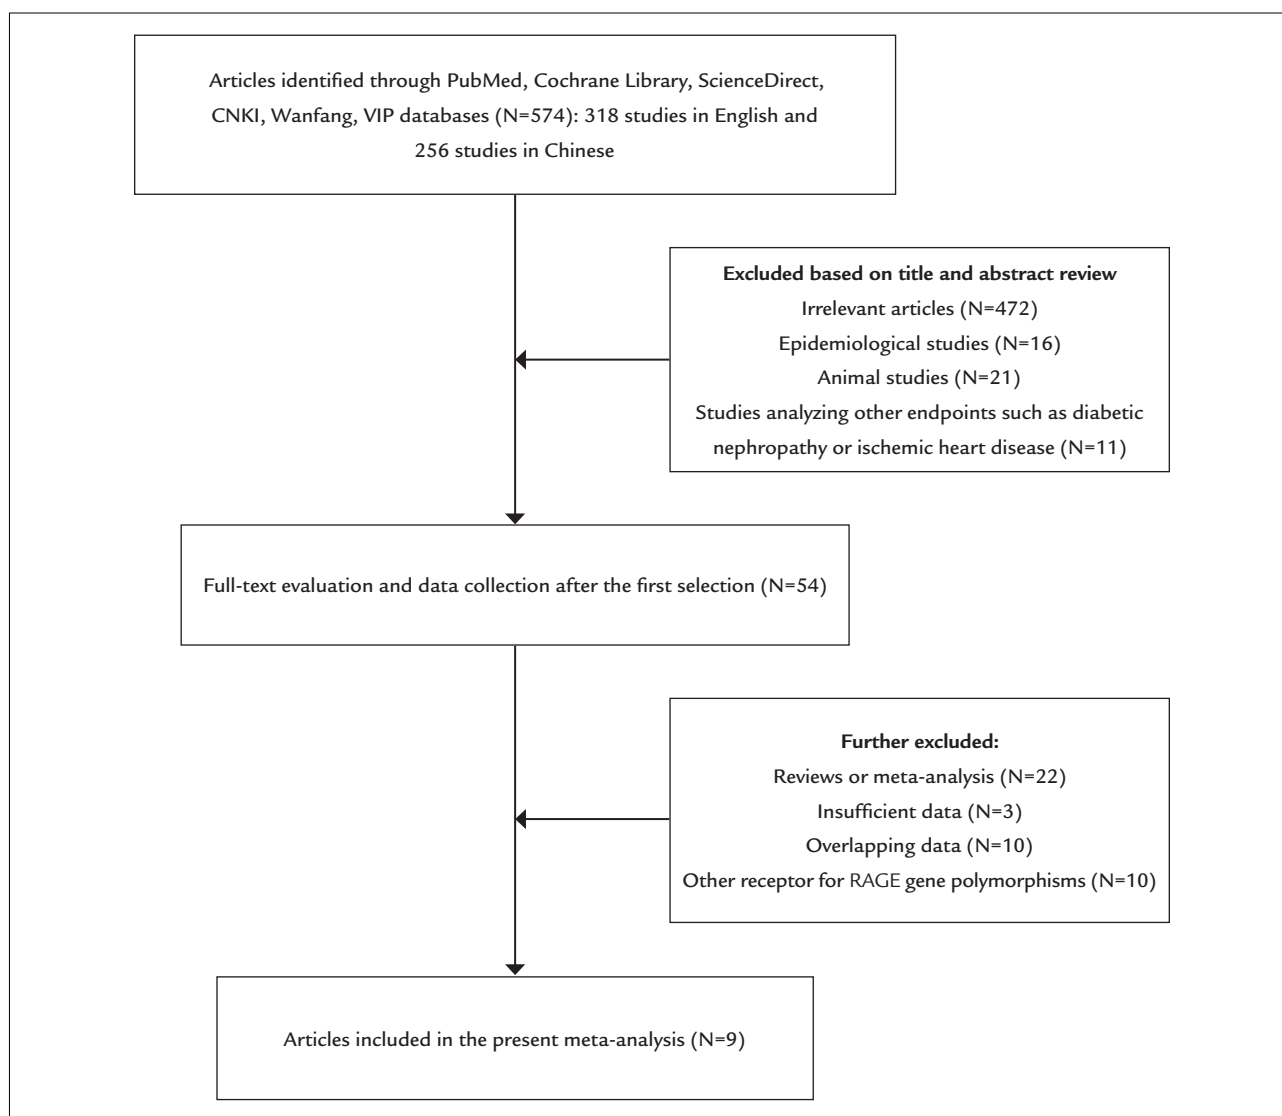 Articles identified through PubMed, Cochrane Library, ScienceDirect,
CNKI, Wanfang, VIP databases (N=574): 318 studies in English and
256 studies in Chinese
Excluded based on title and abstract review
Irrelevant articles (N=472)
Epidemiological studies (N=16)
Animal studies (N=21)
Studies analyzing other endpoints such as diabetic
nephropathy or ischemic heart disease (N=11)
Full-text evaluation and data collection after the first selection (N=54)
Further excluded:
Reviews or meta-analysis (N=22)
Insufficient data (N=3)
Overlapping data (N=10)
Other receptor for RAGE gene polymorphisms (N=10)
Articles included in the present meta-analysis (N=9)